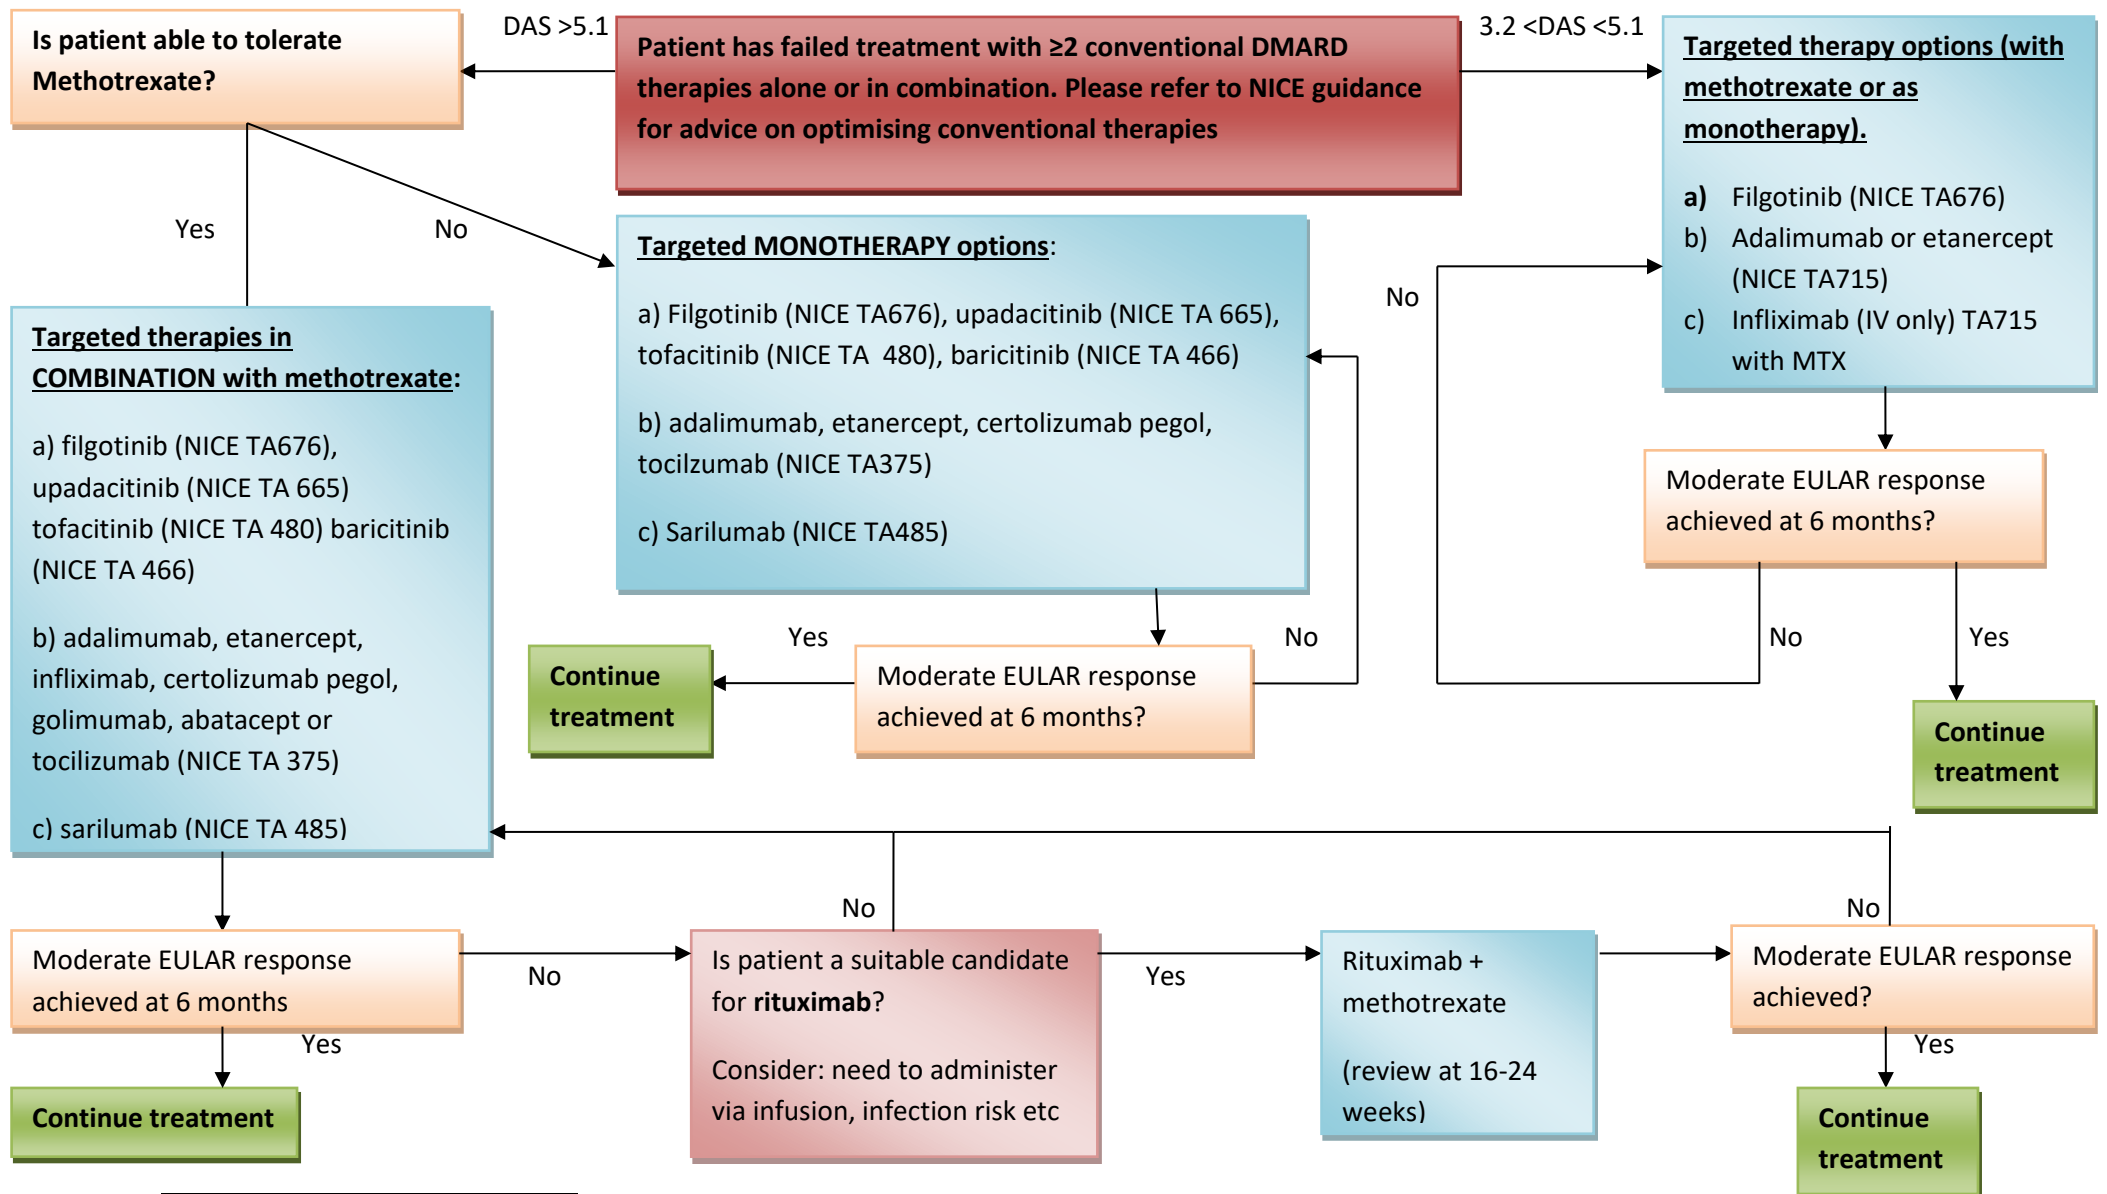 Is patient able to tolerate
Methotrexate?
DAS >5.1
Patient has failed treatment with ≥2 conventional DMARD
therapies alone or in combination. Please refer to NICE guidance
for advice on optimising conventional therapies
3.2 <DAS <5.1
Targeted therapy options (with
methotrexate or as
monotherapy).
a) Filgotinib (NICE TA676)
b) Adalimumab or etanercept
(NICE TA715)
c) Infliximab (IV only) TA715
with MTX
Yes
No
Targeted MONOTHERAPY options:
a) Filgotinib (NICE TA676), upadacitinib (NICE TA 665),
tofacitinib (NICE TA 480), baricitinib (NICE TA 466)
b) adalimumab, etanercept, certolizumab pegol,
tocilzumab (NICE TA375)
c) Sarilumab (NICE TA485)
No
Targeted therapies in
COMBINATION with methotrexate:
a) filgotinib (NICE TA676),
upadacitinib (NICE TA 665)
tofacitinib (NICE TA 480) baricitinib
(NICE TA 466)
b) adalimumab, etanercept,
infliximab, certolizumab pegol,
golimumab, abatacept or
tocilizumab (NICE TA 375)
c) sarilumab (NICE TA 485)
Moderate EULAR response
achieved at 6 months?
No
Yes
Continue
treatment
Yes
No
Continue
treatment
Moderate EULAR response
achieved at 6 months?
No
No
Moderate EULAR response
achieved at 6 months
No
Yes
Continue treatment
Is patient a suitable candidate
for rituximab?
Consider: need to administer
via infusion, infection risk etc
Yes
Rituximab +
methotrexate
(review at 16-24
weeks)
Moderate EULAR response
achieved?
Yes
Continue
treatment